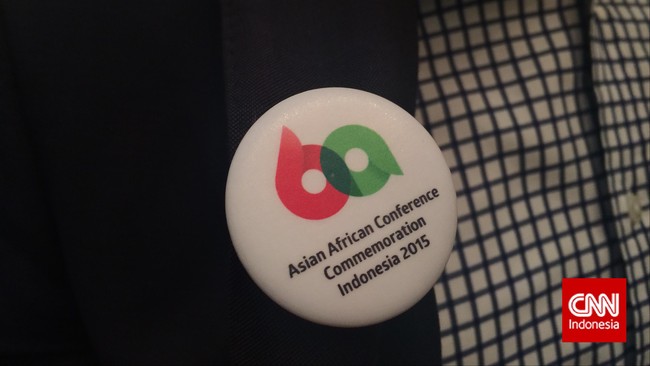 Asian African Conference
Commemoration
Indonesia 2015
CNN
Indonesia